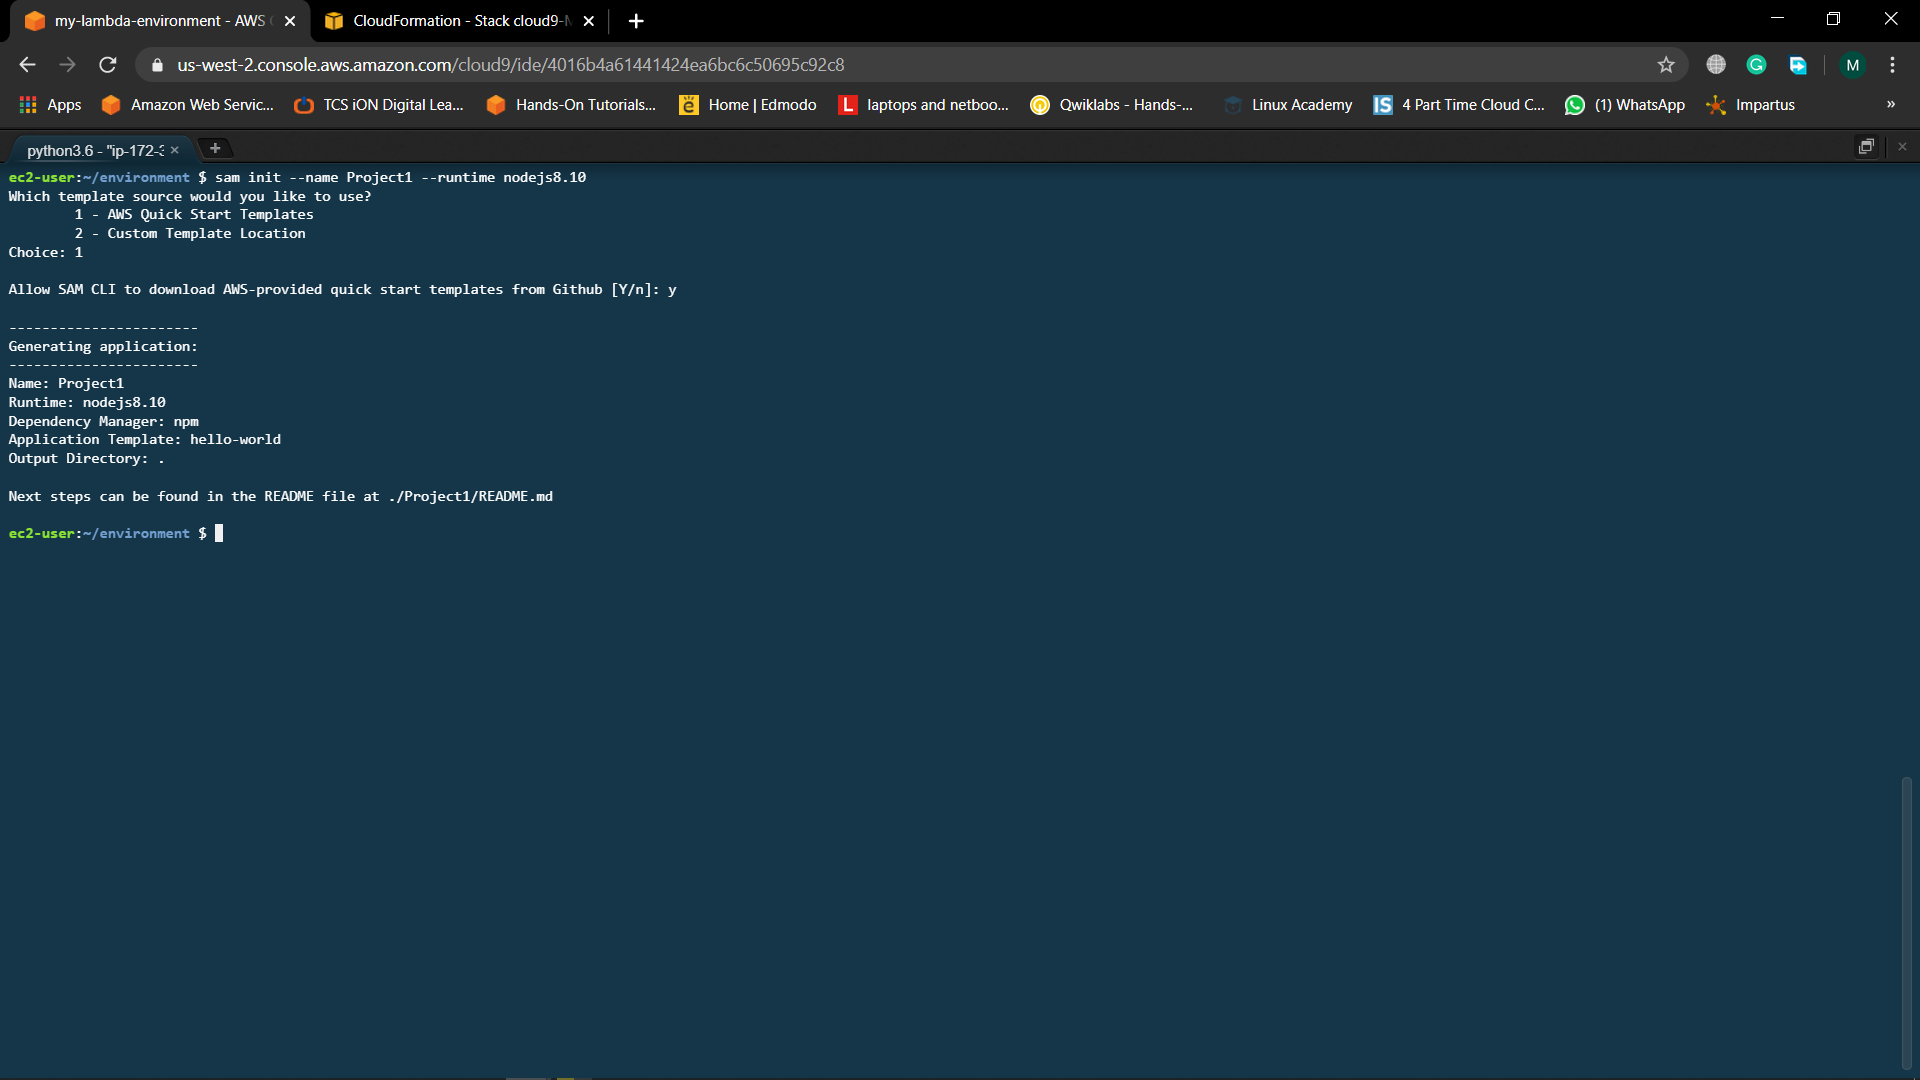 my-lambda-environment - AWS
CloudFormation - Stack cloud9-
us-west-2.console.aws.amazon.com/cloud9/ide/4016b4a61441424ea6bc6c50695c92c8
M
Apps
Amazon Web Servic...
TCS iON Digital Lea...
Hands-On Tutorials...
Home | Edmodo
L
laptops and netboo...
Qwiklabs - Hands-...
Linux Academy
IS
4 Part Time Cloud C...
(1) WhatsApp
Impartus
»
python3.6 - "ip-172-3
ec2-user:~/environment $ sam init --name Project1 --runtime nodejs8.10
Which template source would you like to use?
1 - AWS Quick Start Templates
2 - Custom Template Location
Choice: 1
Allow SAM CLI to download AWS-provided quick start templates from Github [Y/n]: y
-----------------------
Generating application:
-----------------------
Name: Project1
Runtime: nodejs8.10
Dependency Manager: npm
Application Template: hello-world
Output Directory: .
Next steps can be found in the README file at ./Project1/README.md
ec2-user:~/environment $